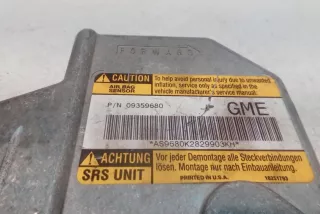 CAUTION
AIR BAG
SENSOR
To help avoid personal injury due to unwanted
inflation, service only as specified in the
vehicle manufacturer's service manual.
P/N 09359680
GME
*AS9680K2829903KH*
ACHTUNG
SRS UNIT
Vor jeder Demontage alle Steckverbindungen
lösen. Montage nur nach Einbauanleitung.
PRINTED IN U.S.A.